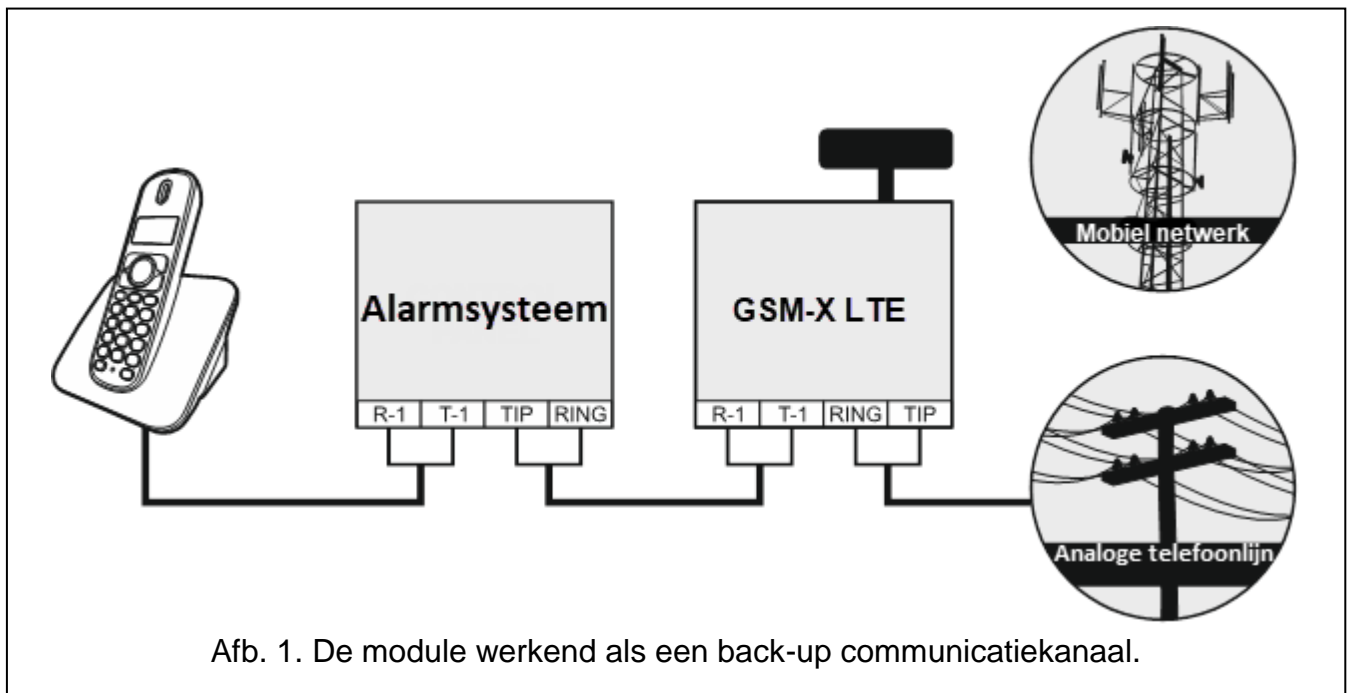 Mobiel netwerk
Alarmsysteem
GSM-X LTE
R-1 T-1 TIP RING
R-1 T-1 RING TIP
Analoge telefoonlijn
Afb. 1. De module werkend als een back-up communicatiekanaal.